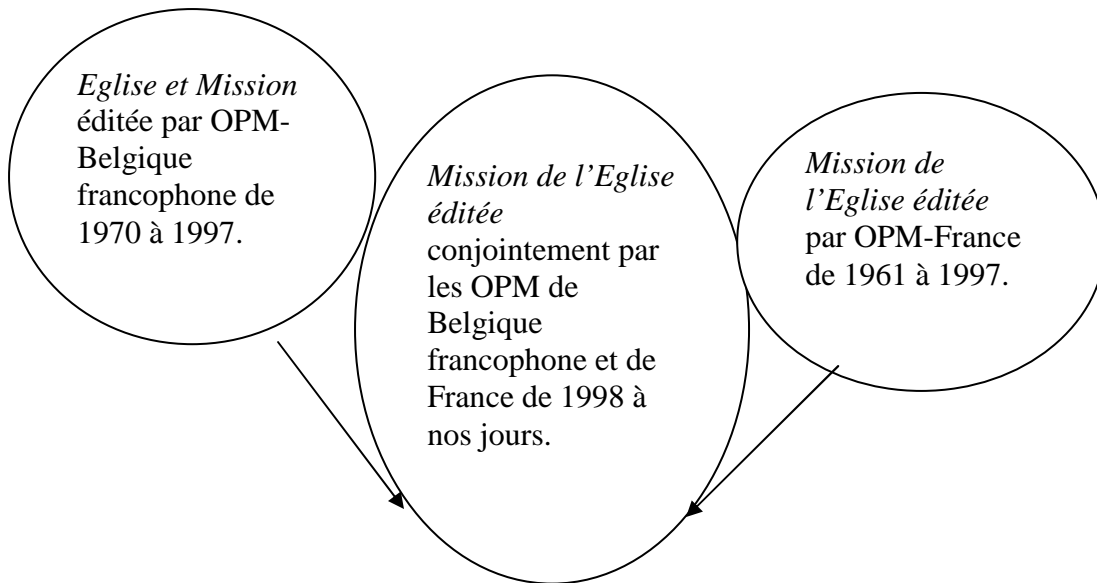 Eglise et Mission
éditée par OPM-
Belgique
francophone de
1970 à 1997.
Mission de l’Eglise
éditée
conjointement par
les OPM de
Belgique
francophone et de
France de 1998 à
nos jours.
Mission de
l’Eglise éditée
par OPM-France
de 1961 à 1997.